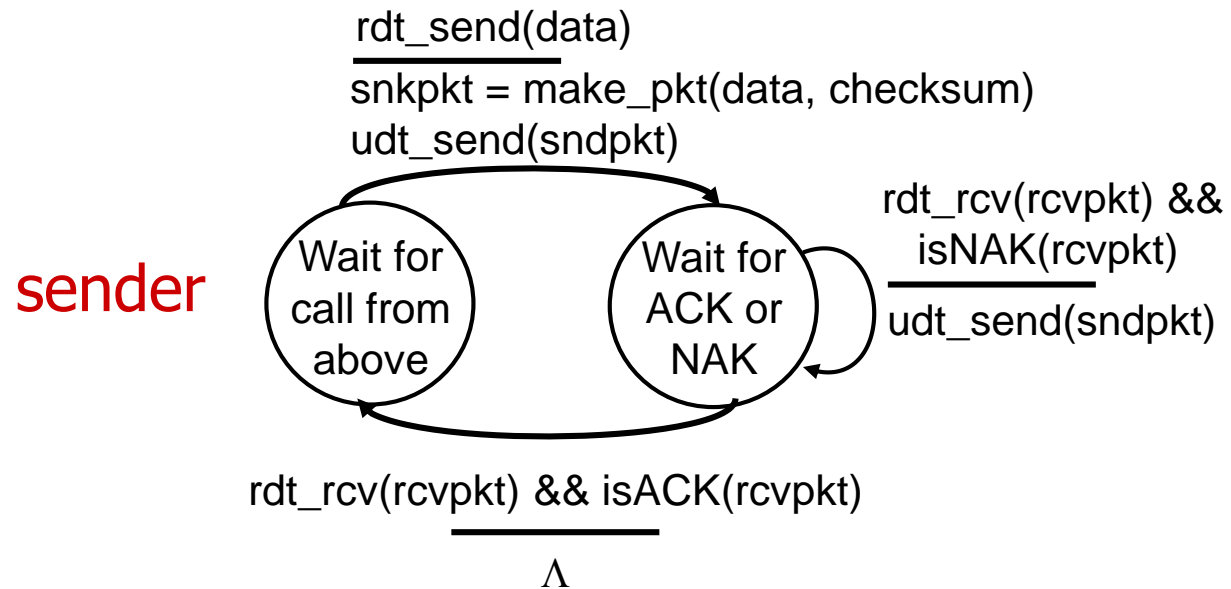 rdt_send(data)
snkpkt = make_pkt(data, checksum)
udt_send(sndpkt)
sender
Wait for
call from
above
Wait for
ACK or
NAK
rdt_rcv(rcvpkt) &&
isNAK(rcvpkt)
udt_send(sndpkt)
rdt_rcv(rcvpkt) && isACK(rcvpkt)
Λ